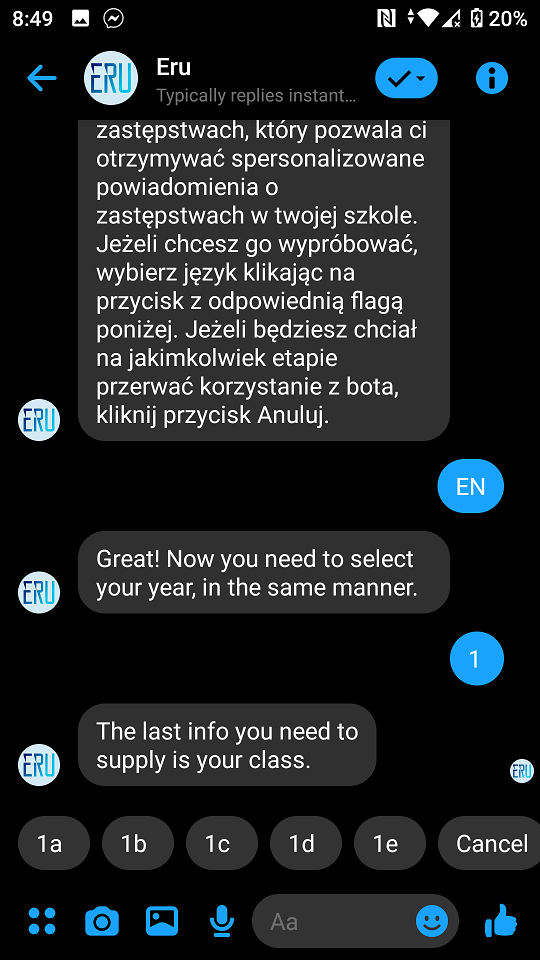 8:49
20%
ERU
Eru
Typically replies instant...
zastępstwach, który pozwala ci
otrzymywać spersonalizowane
powiadomienia o
zastępstwach w twojej szkole.
Jeżeli chcesz go wypróbować,
wybierz język klikając na
przycisk z odpowiednią flagą
poniżej. Jeżeli będziesz chciał
na jakimkolwiek etapie
przerwać korzystanie z bota,
kliknij przycisk Anuluj.
ERU
EN
Great! Now you need to select
your year, in the same manner.
ERU
1
The last info you need to
supply is your class.
ERU
ERU
1a 1b 1c 1d 1e Cancel
Aa